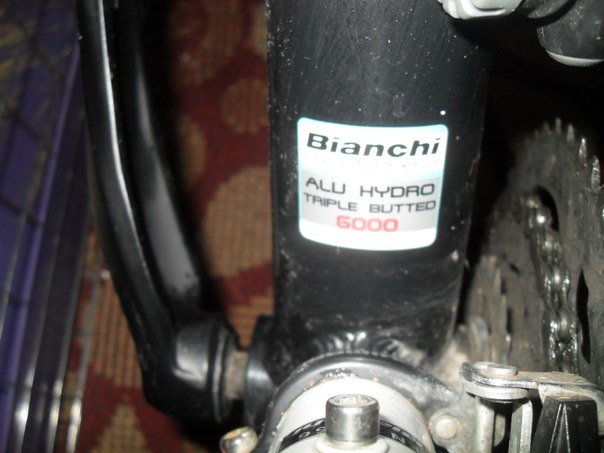 Bianchi
ALU HYDRO
TRIPLE BUTTED
6000